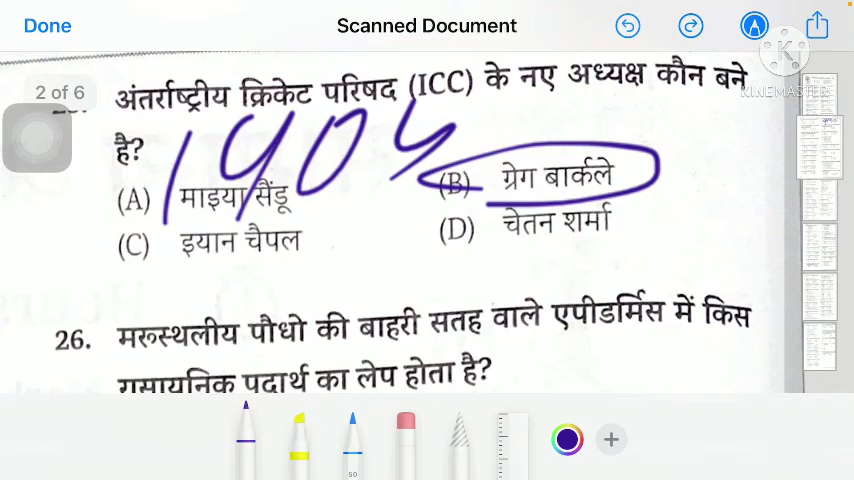 Done
Scanned Document
KINEMASTER
2 of 6
अंतर्राष्ट्रीय क्रिकेट परिषद (ICC) के नए अध्यक्ष कौन बने
है?
(A) माइया सैंडू
(B) ग्रेग बार्कले
(C) इयान चैपल
(D) चेतन शर्मा
26. मरूस्थलीय पौधो की बाहरी सतह वाले एपीडर्मिस में किस
रासायनिक पदार्थ का लेप होता है?
50